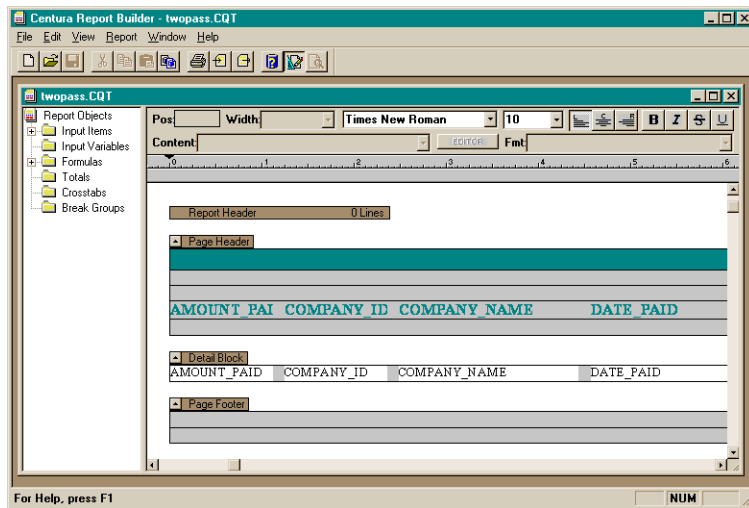 Centura Report Builder - twopass.CQT
File Edit View Report Window Help
twopass.CQT
Report Objects
Input Items
Input Variables
Formulas
Totals
Crosstabs
Break Groups
Pos: Width: Times New Roman 10 B I S U
Content: EDITOR Fmt:
0 1 2 3 4 5 6
Report Header 0 Lines
Page Header
AMOUNT_PAI COMPANY_ID COMPANY_NAME DATE_PAID
Detail Block
AMOUNT_PAID COMPANY_ID COMPANY_NAME DATE_PAID
Page Footer
For Help, press F1 NUM